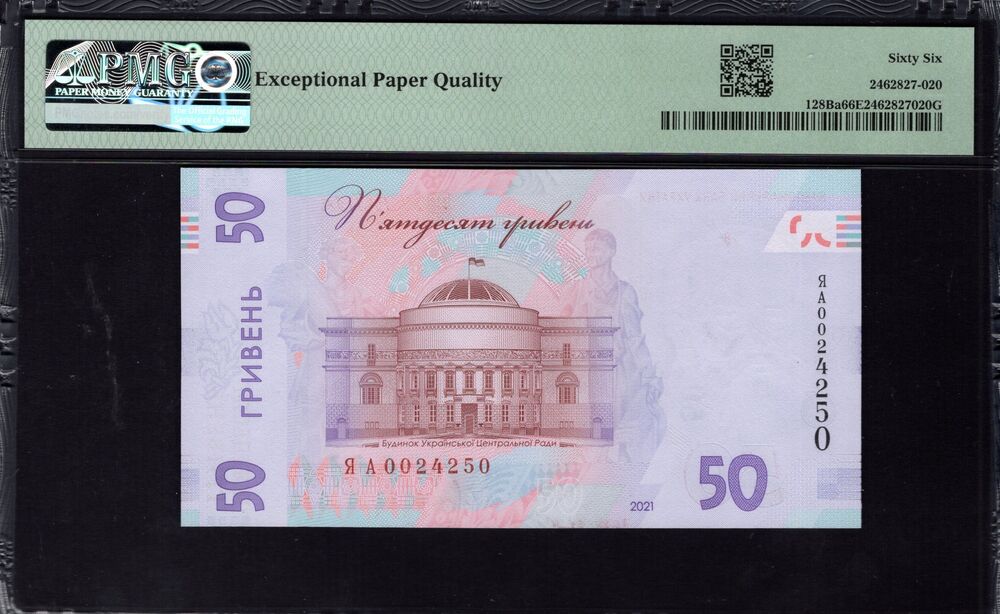 PMG
PAPER MONEY GUARANTY
Exceptional Paper Quality
Sixty Six
2462827-020
128Ba66E2462827020G
50
П'ятдесят гривень
ГРИВЕНЬ
ЯА0024250
Будинок Української Центральної Ради
ЯА0024250
50
2021
50